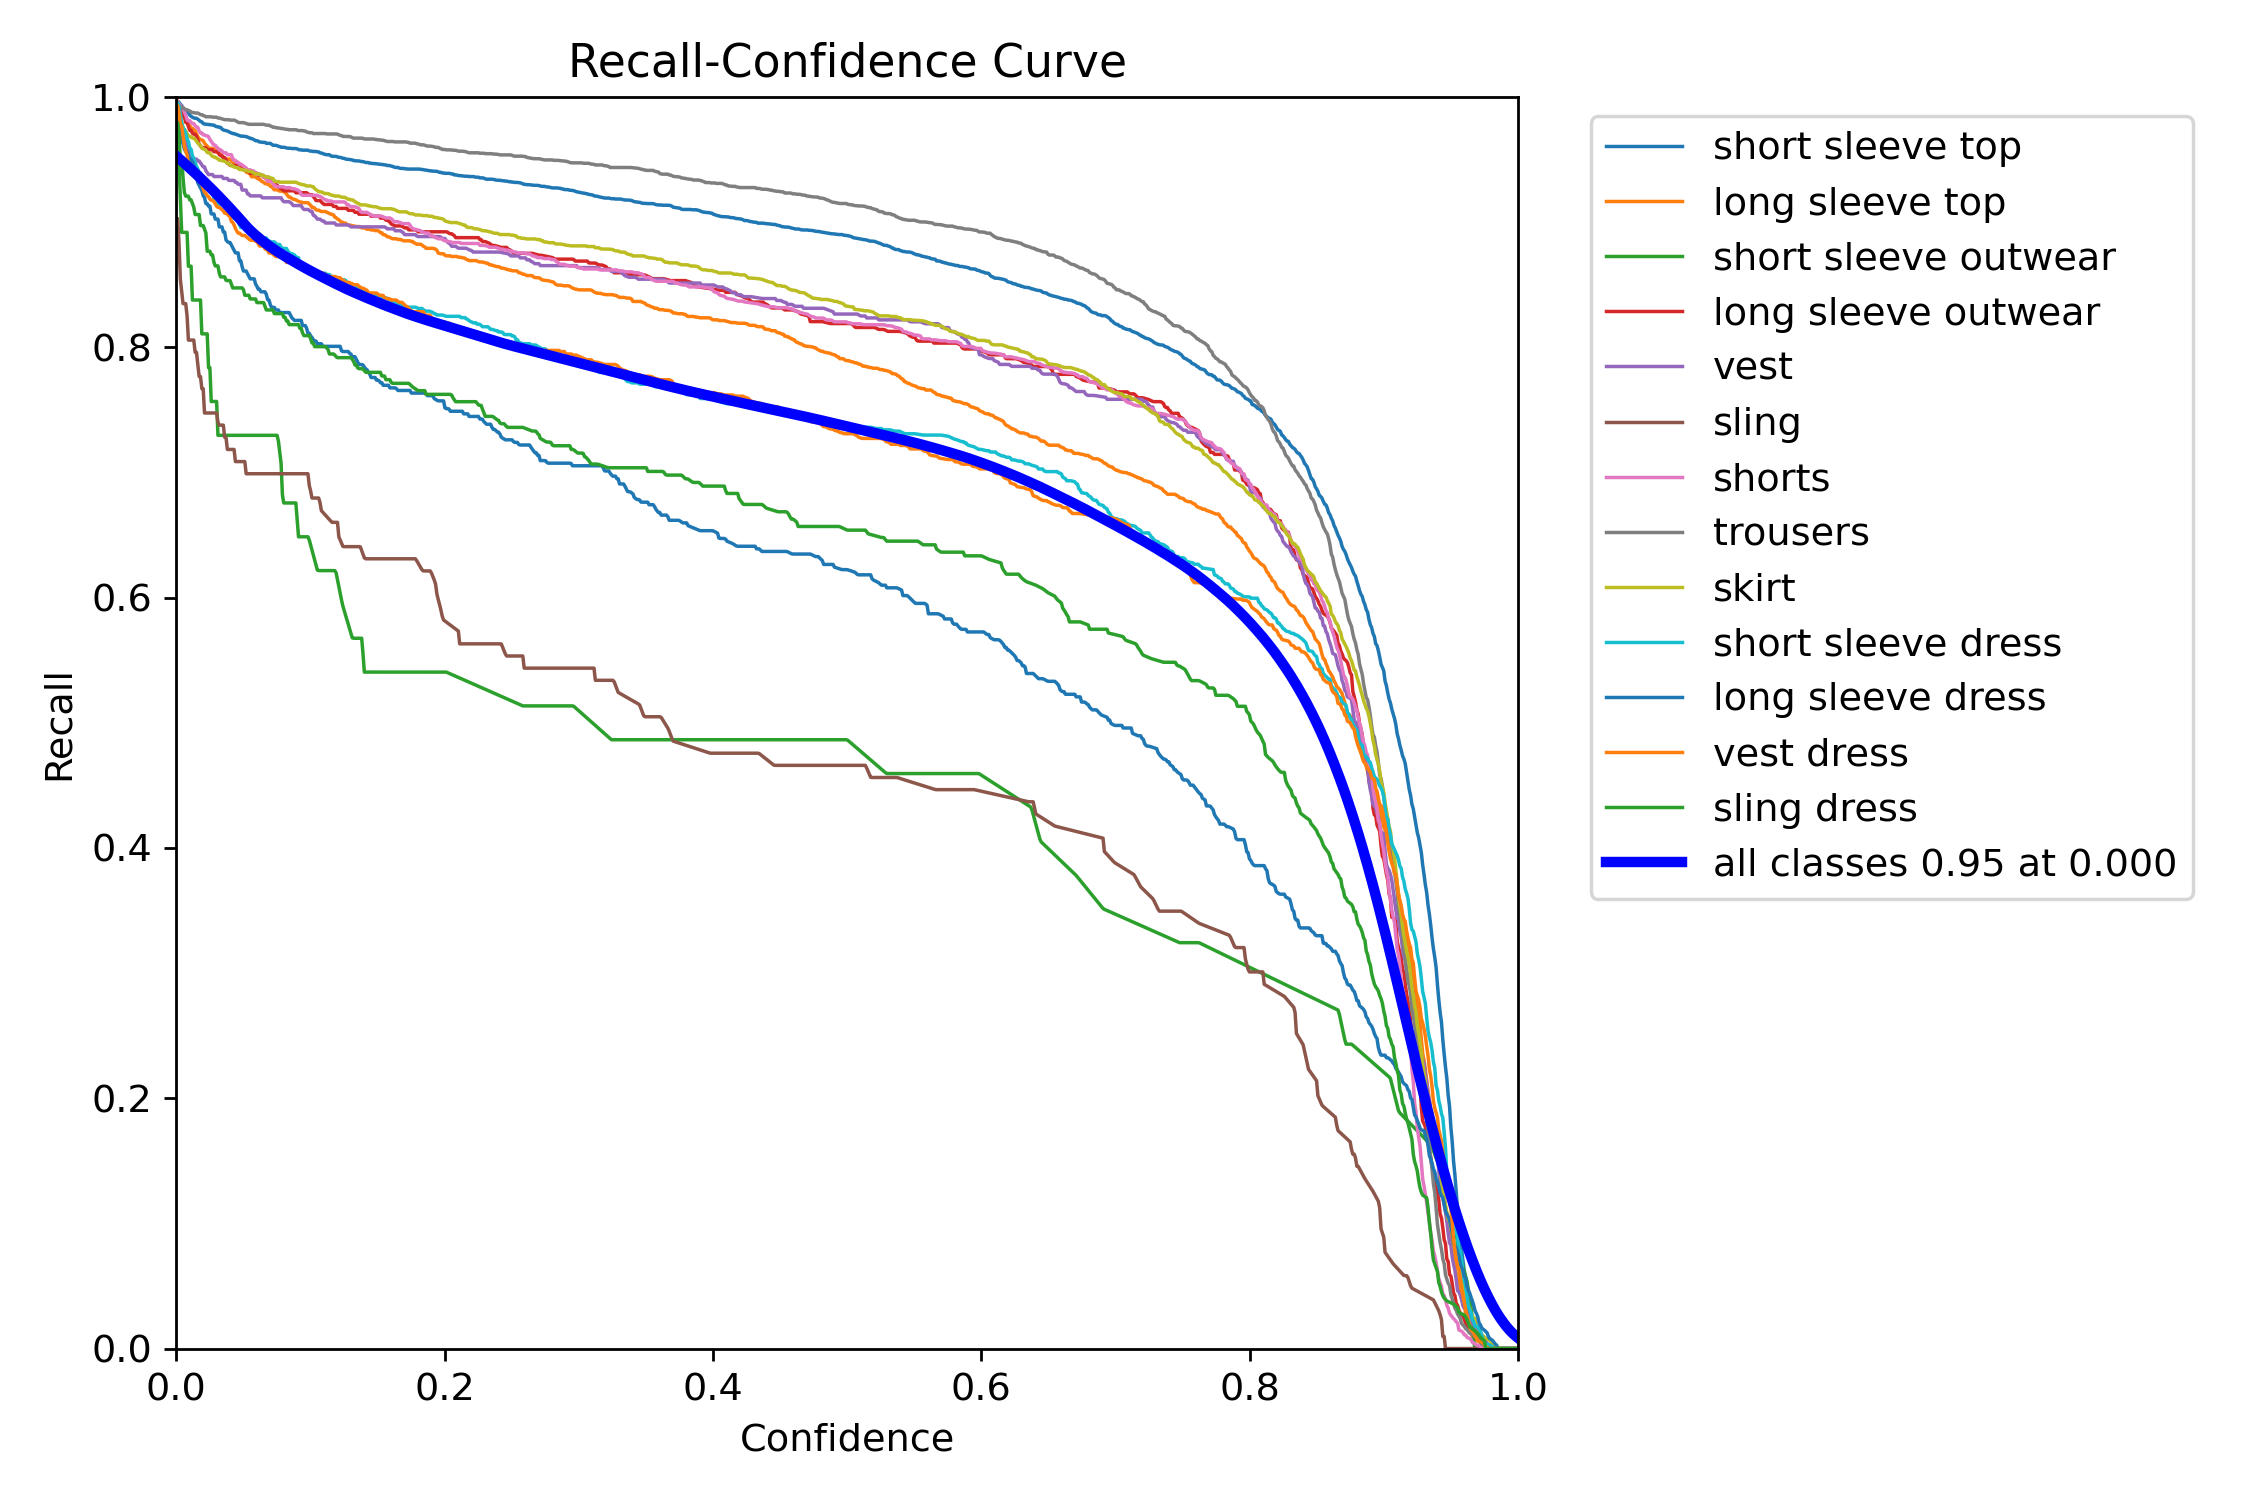 Recall-Confidence Curve
1.0
0.8
0.6
0.4
0.2
0.0
Recall
0.0 0.2 0.4 0.6 0.8 1.0
Confidence
short sleeve top
long sleeve top
short sleeve outwear
long sleeve outwear
vest
sling
shorts
trousers
skirt
short sleeve dress
long sleeve dress
vest dress
sling dress
all classes 0.95 at 0.000